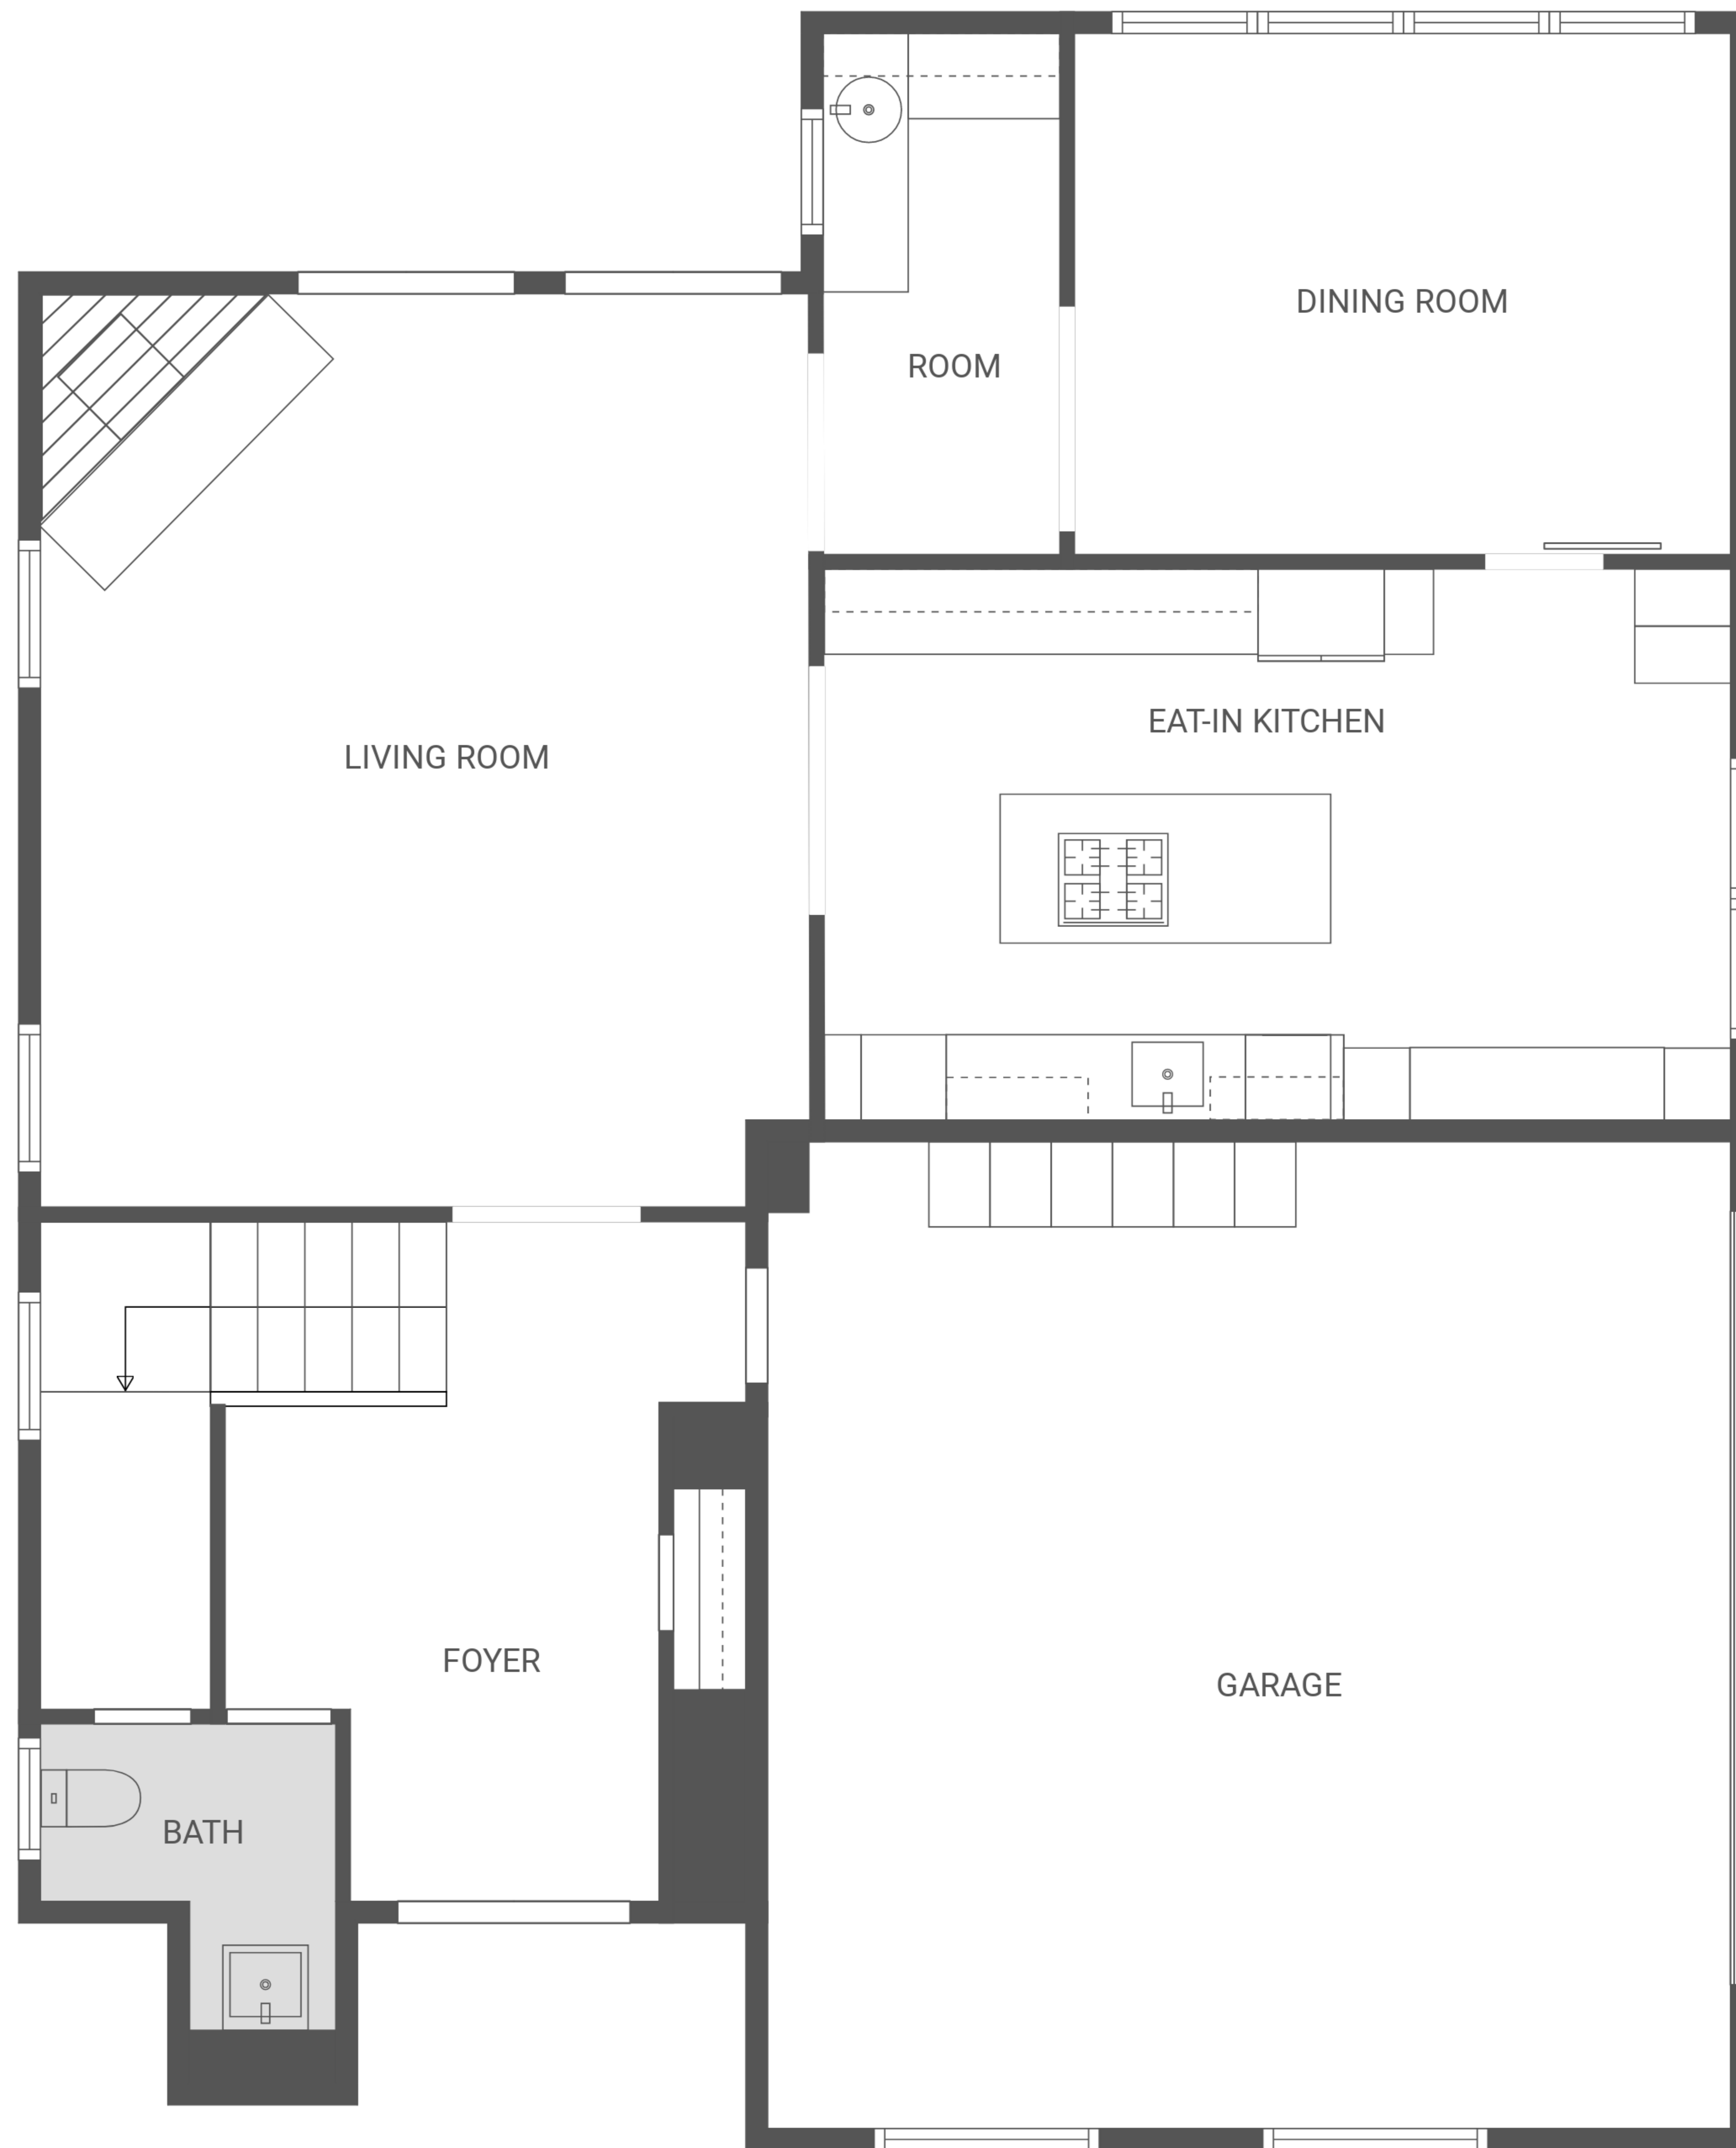 DINING ROOM
ROOM
EAT-IN KITCHEN
LIVING ROOM
FOYER
GARAGE
BATH